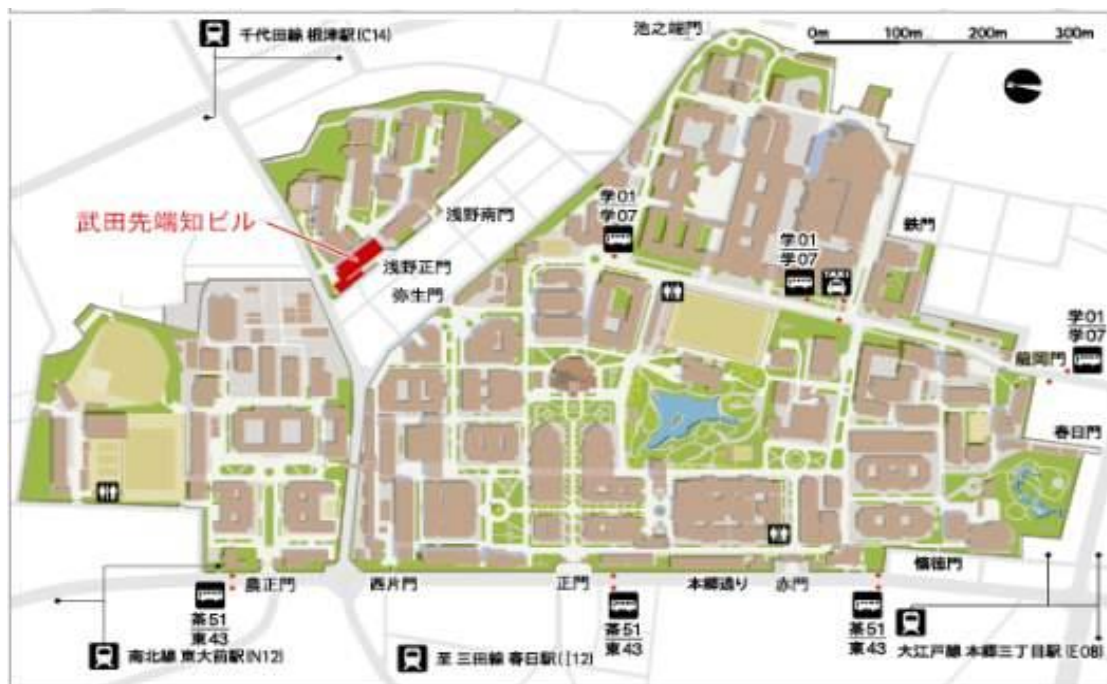 千代田線 根津駅(C14)
池之端門
0m 100m 200m 300m
武田先端知ビル
浅野南門
浅野正門
弥生門
学01
学07
鉄門
学01
学07
TAXI
学01
学07
龍岡門
春日門
懐徳門
農正門
西片門
正門
本郷通り
赤門
茶51
東43
茶51
東43
茶51
東43
南北線 東大前駅(N12)
至 三田線 春日駅(I12)
大江戸線 本郷三丁目駅(E08)